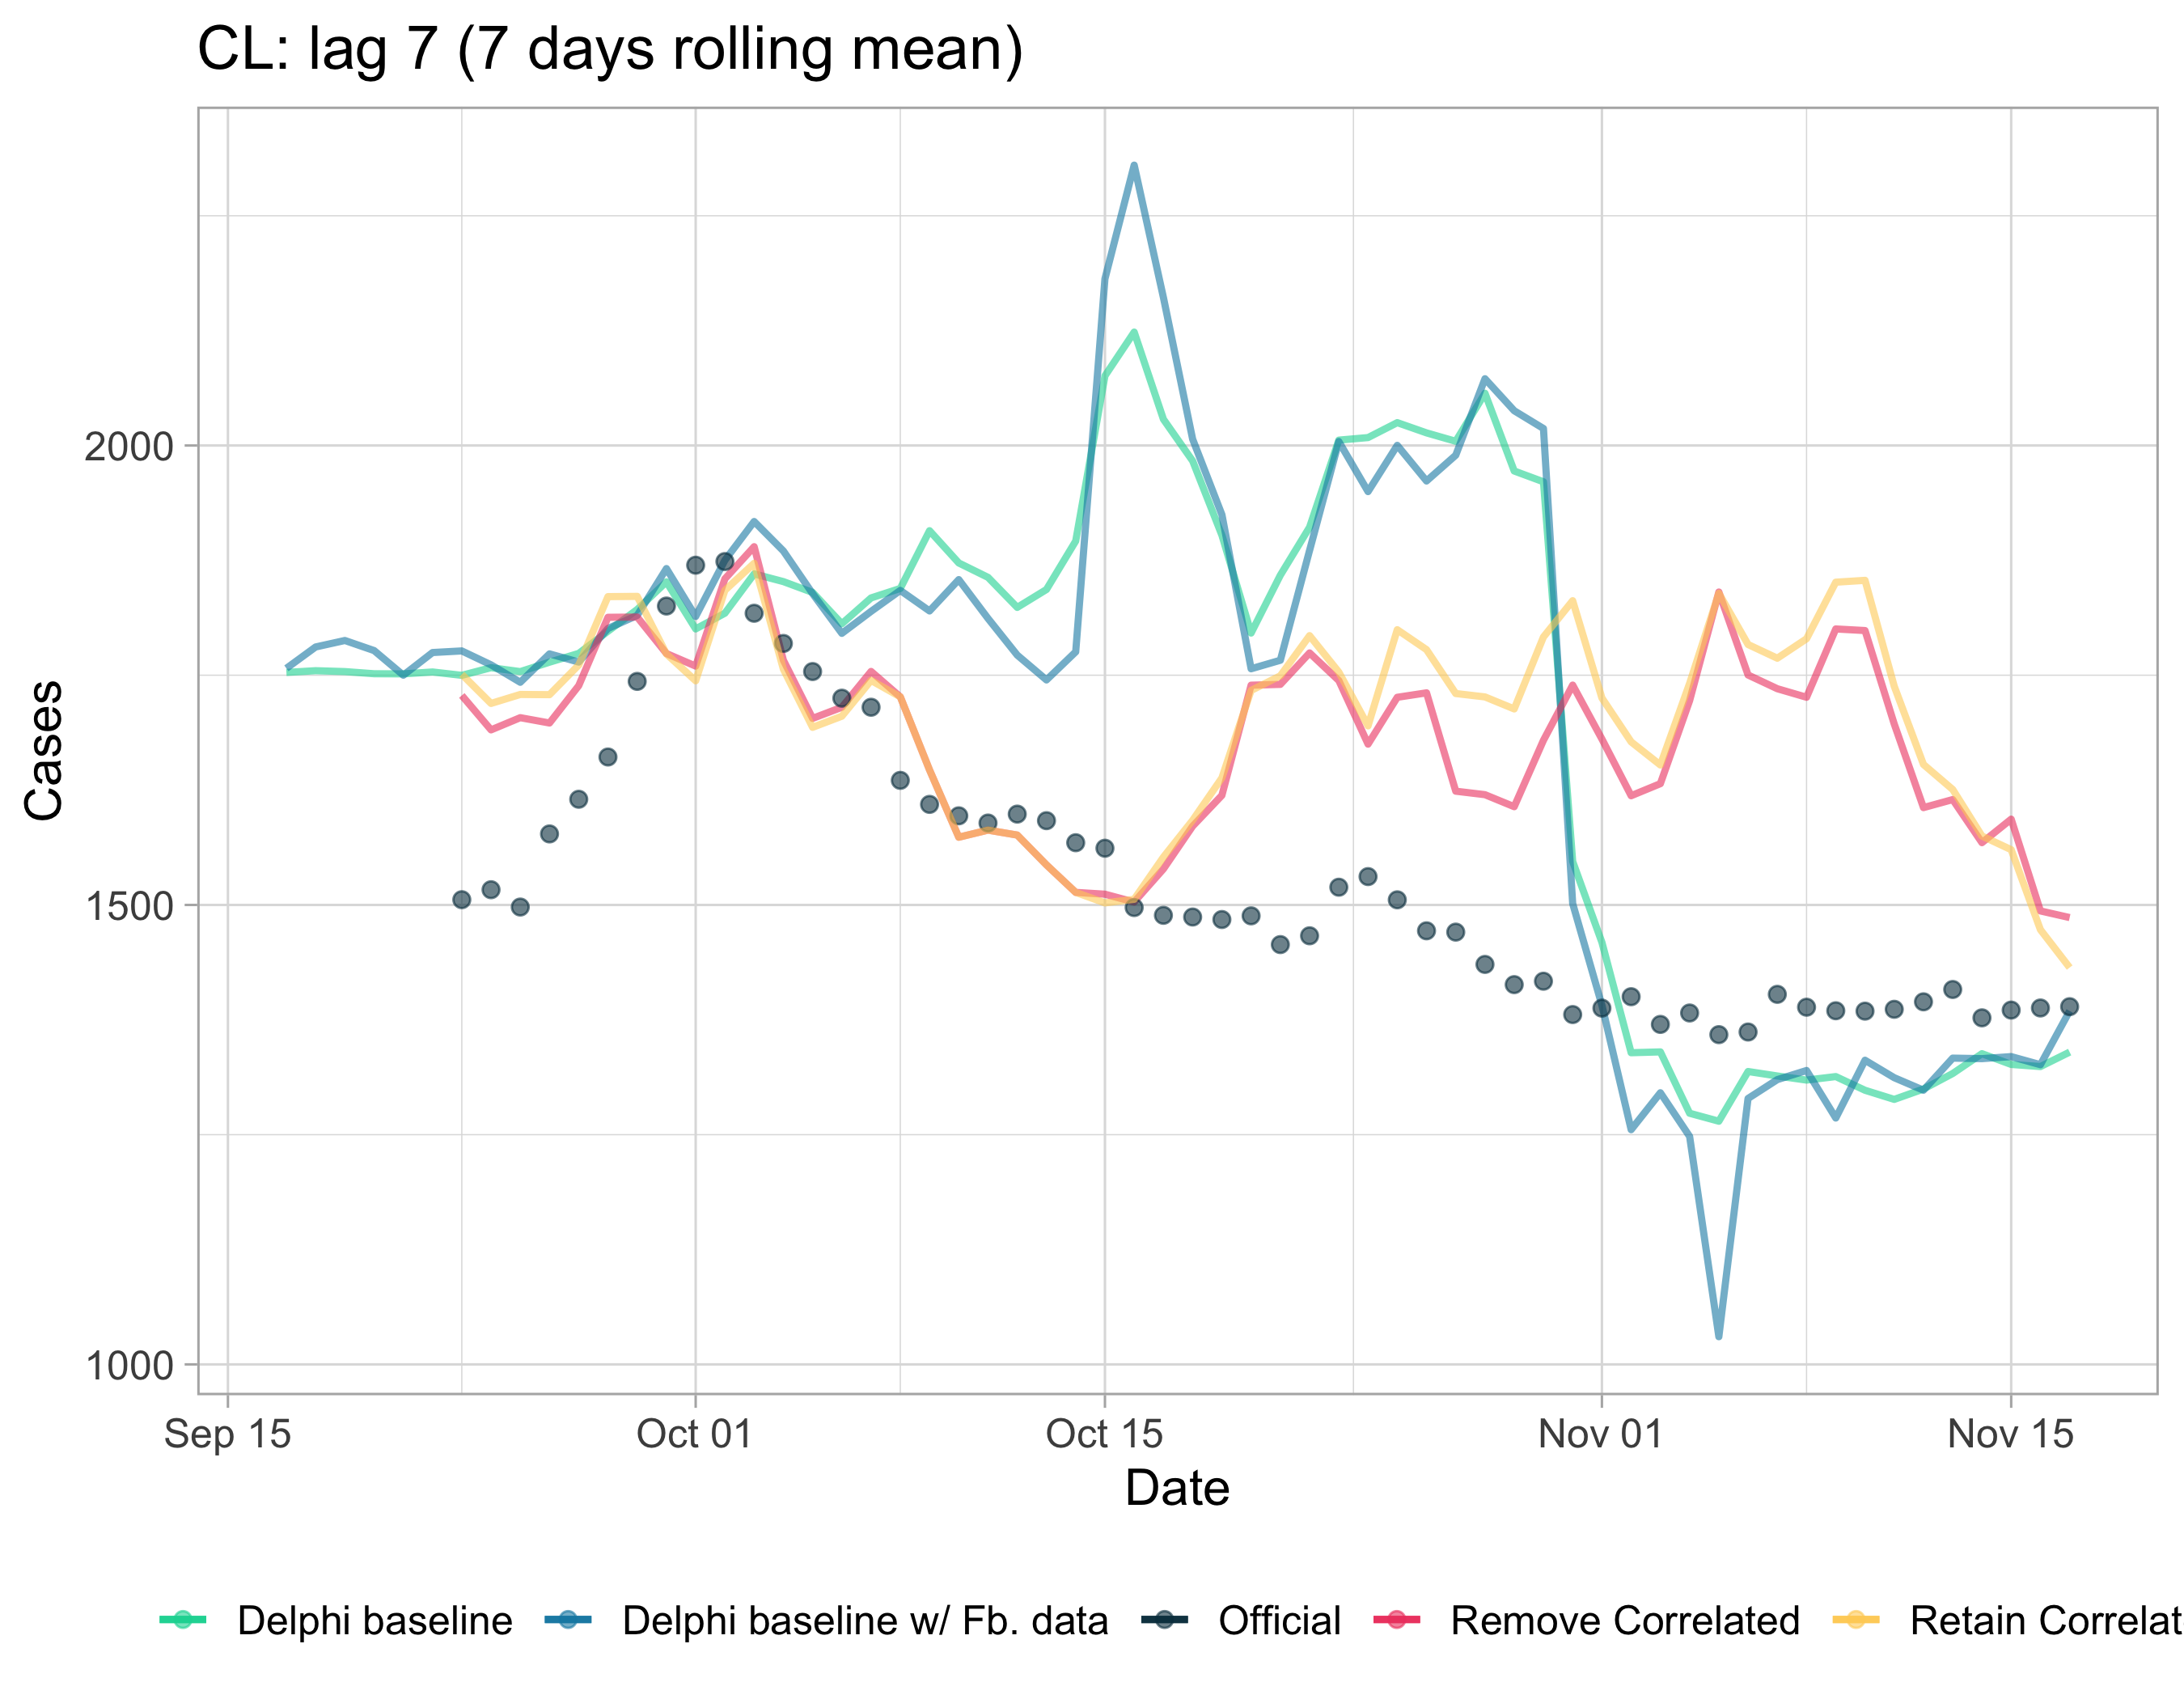 CL: lag 7 (7 days rolling mean)
Cases
2000
1500
1000
Sep 15 Oct 01 Oct 15 Nov 01 Nov 15
Date
Delphi baseline Delphi baseline w/ Fb. data Official Remove Correlated Retain Correlat